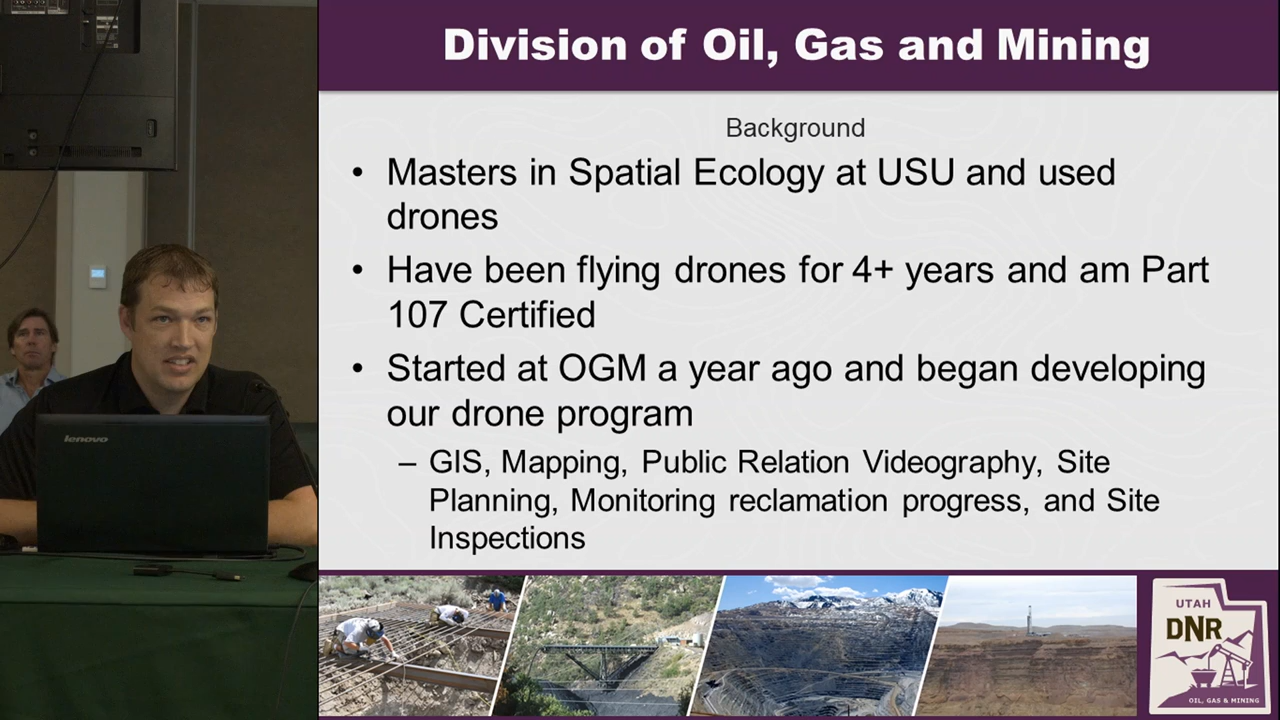 Division of Oil, Gas and Mining
Background
• Masters in Spatial Ecology at USU and used
drones
• Have been flying drones for 4+ years and am Part
107 Certified
• Started at OGM a year ago and began developing
our drone program
– GIS, Mapping, Public Relation Videography, Site
Planning, Monitoring reclamation progress, and Site
Inspections
lenovo
UTAH
DNR
OIL, GAS & MINING